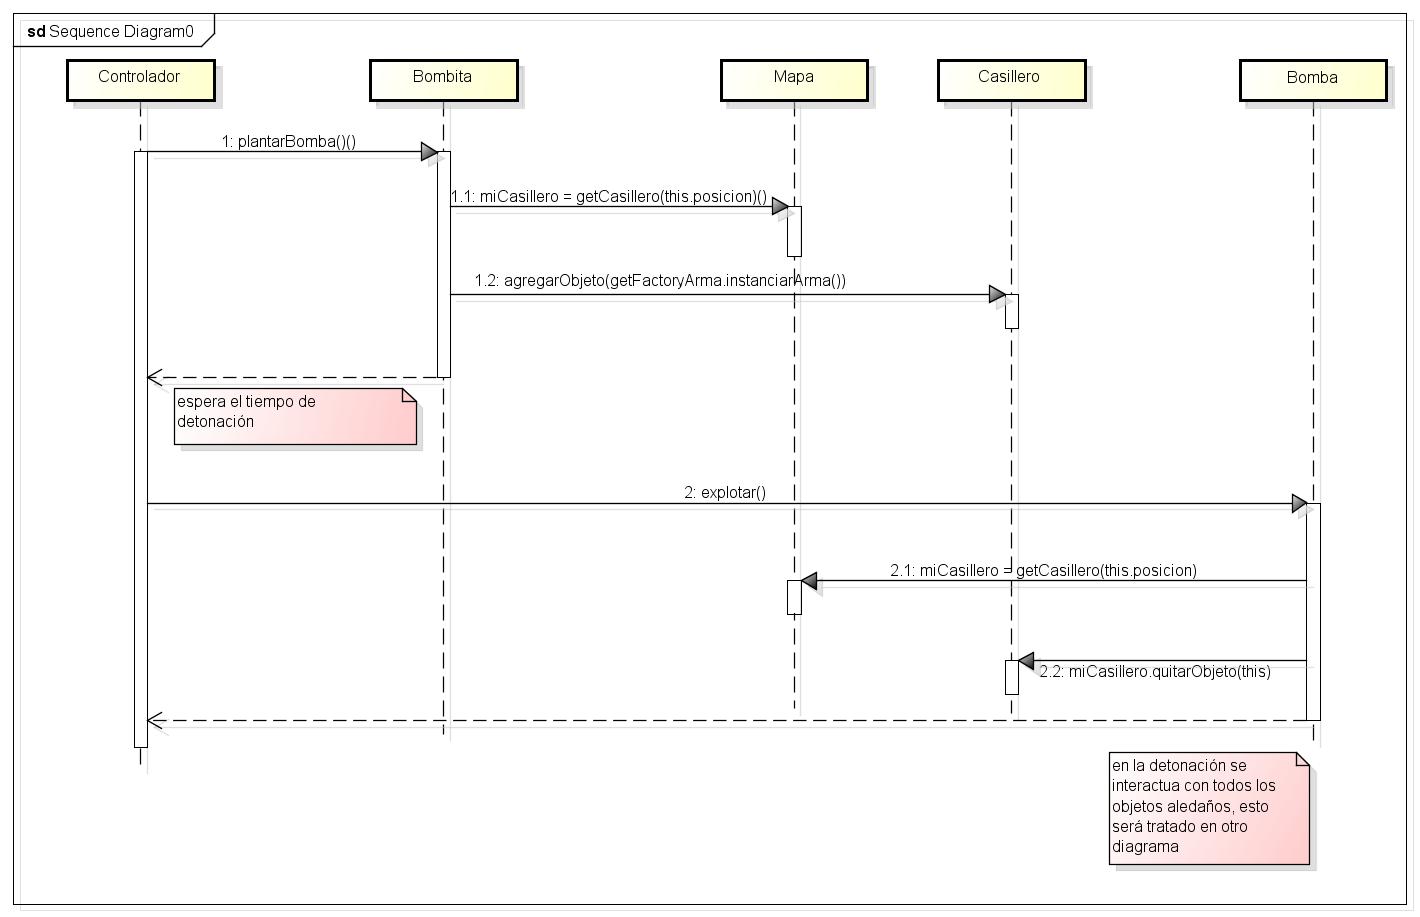 sd Sequence Diagram0
Controlador
Bombita
Mapa
Casillero
Bomba
1: plantarBomba()()
1.1: miCasillero = getCasillero(this.posicion)()
1.2: agregarObjeto(getFactoryArma.instanciarArma())
espera el tiempo de
detonación
2: explotar()
2.1: miCasillero = getCasillero(this.posicion)
2.2: miCasillero.quitarObjeto(this)
en la detonación se
interactua con todos los
objetos aledaños, esto
será tratado en otro
diagrama